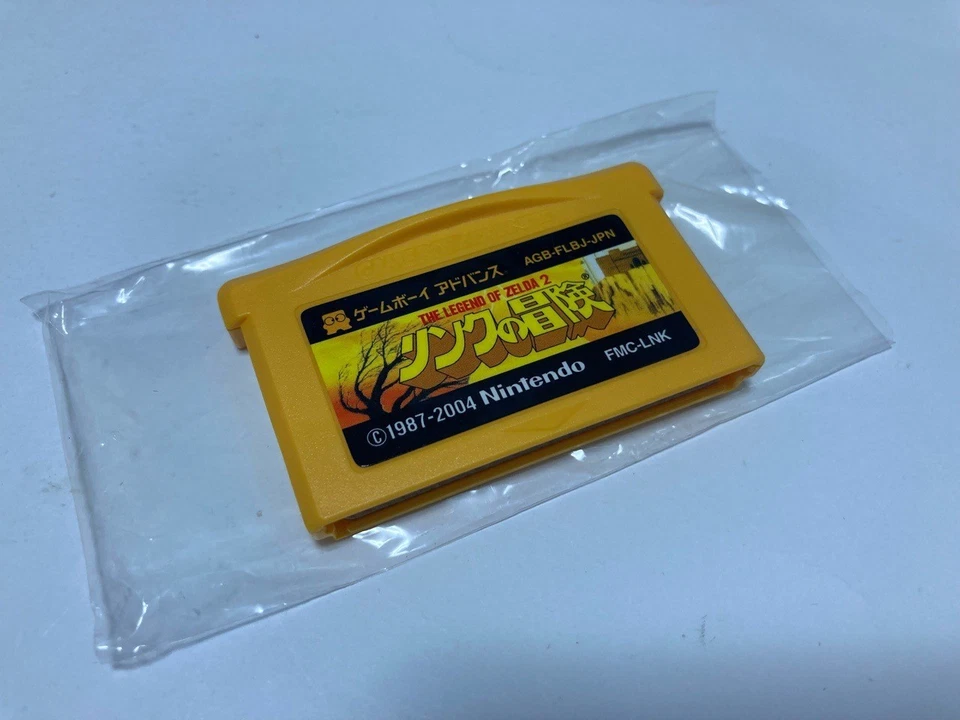 ゲームボーイ アドバンス
AGB-FLBJ-JPN
THE LEGEND OF ZELDA 2
リンクの冒険®
©1987-2004 Nintendo
FMC-LNK